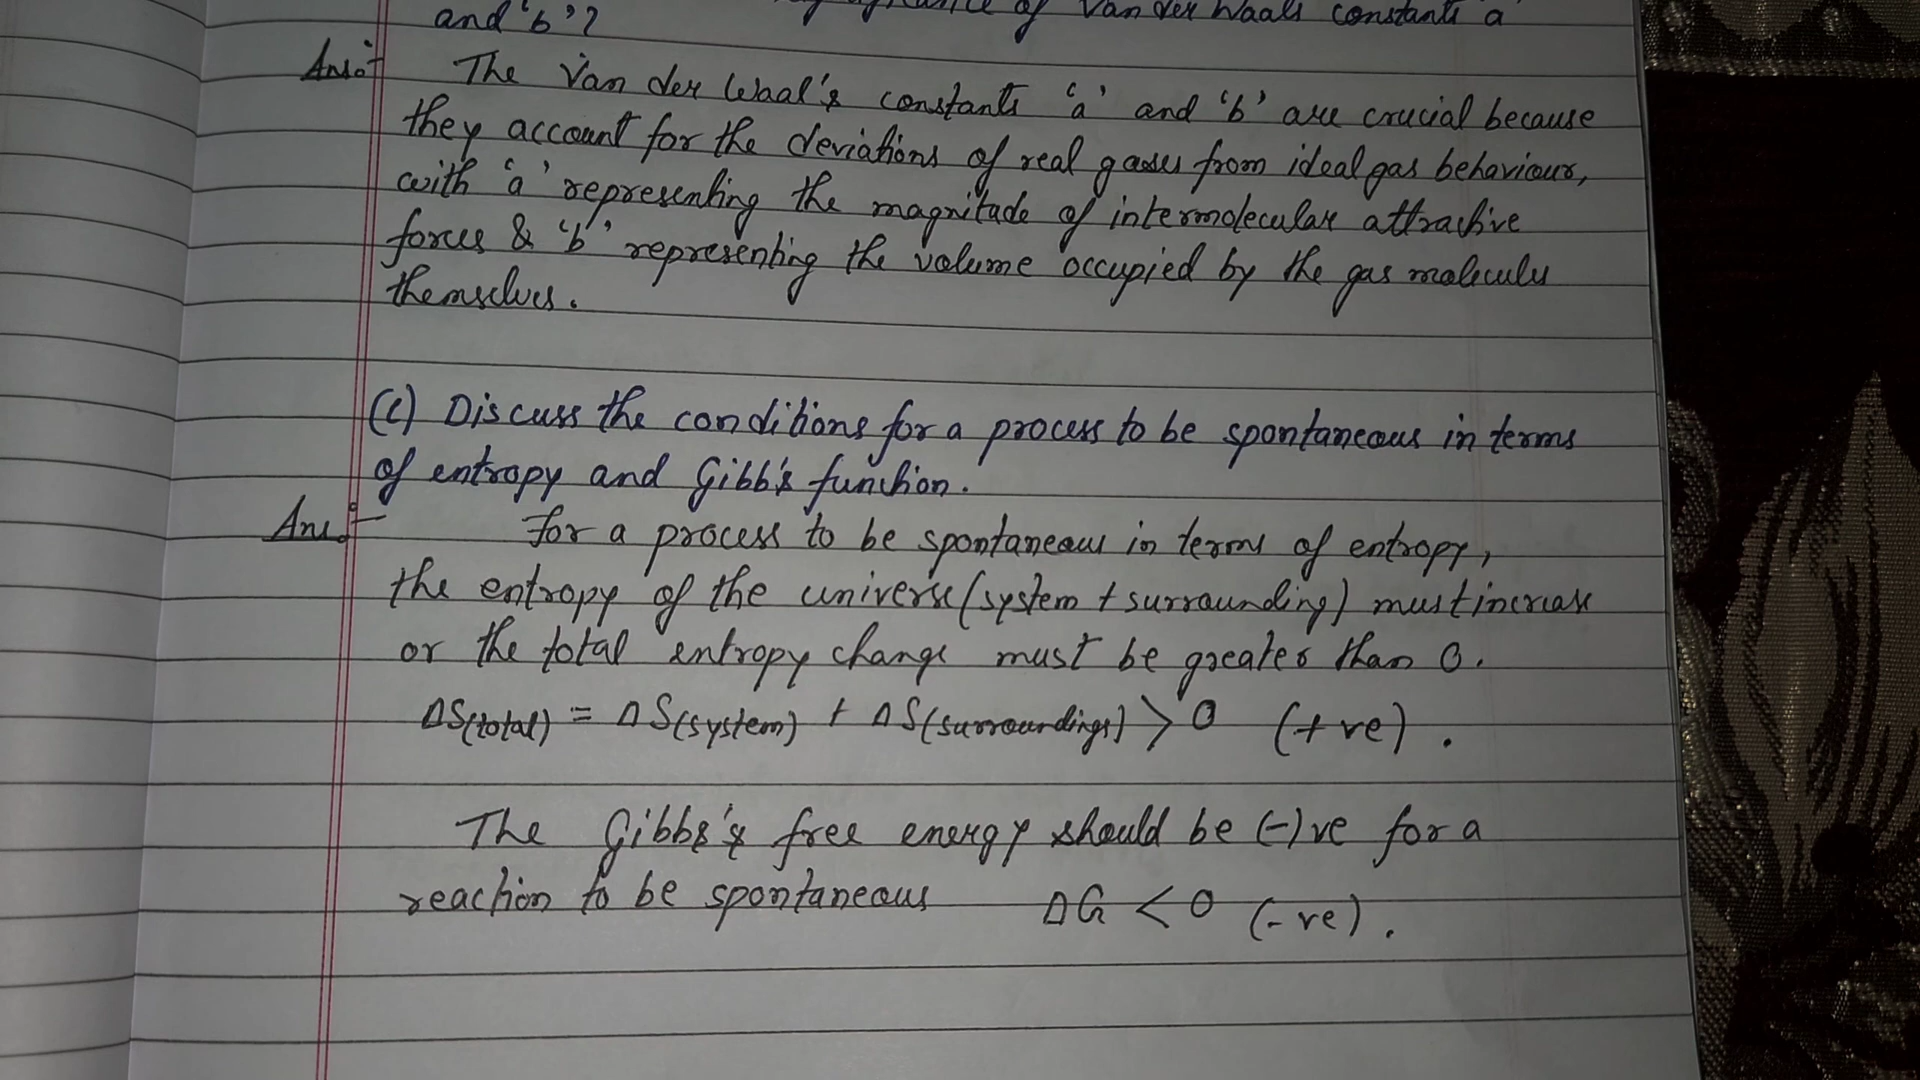 of Van der Waals constants a
and 'b'?
Ans:- The Van der Waal's constants 'a' and 'b' are crucial because
they account for the deviations of real gases from ideal gas behaviour,
with 'a' representing the magnitude of intermolecular attractive
forces & 'b' representing the volume occupied by the gas molecules
themselves.
(c) Discuss the conditions for a process to be spontaneous in terms
of entropy and Gibb's function.
Ans:- for a process to be spontaneous in terms of entropy,
the entropy of the universe (system + surrounding) must increase
or the total entropy change must be greater than 0.
ΔS(total) = ΔS(system) + ΔS(surroundings) > 0 (+ve).
The Gibbs's free energy should be (-)ve for a
reaction to be spontaneous ΔG < 0 (-ve).